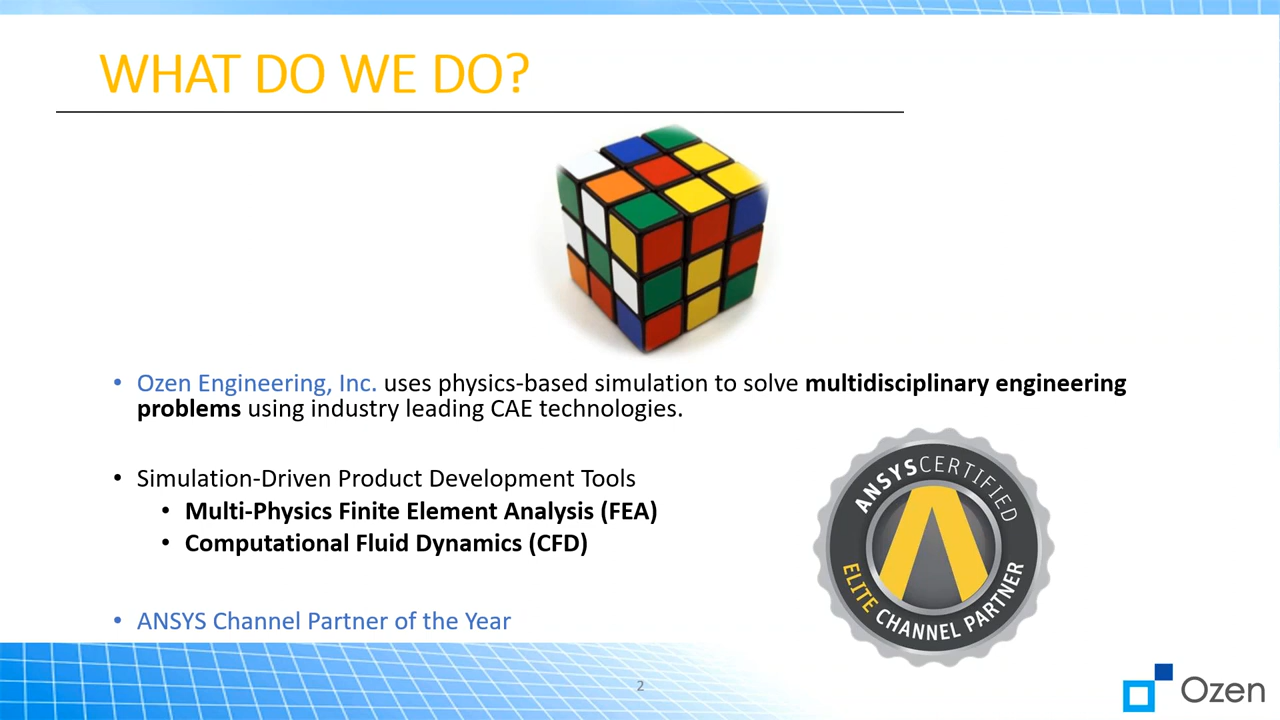 WHAT DO WE DO?
• Ozen Engineering, Inc. uses physics-based simulation to solve multidisciplinary engineering
problems using industry leading CAE technologies.
• Simulation-Driven Product Development Tools
• Multi-Physics Finite Element Analysis (FEA)
• Computational Fluid Dynamics (CFD)
• ANSYS Channel Partner of the Year
ANSYS CERTIFIED
ELITE CHANNEL PARTNER
2
Ozen